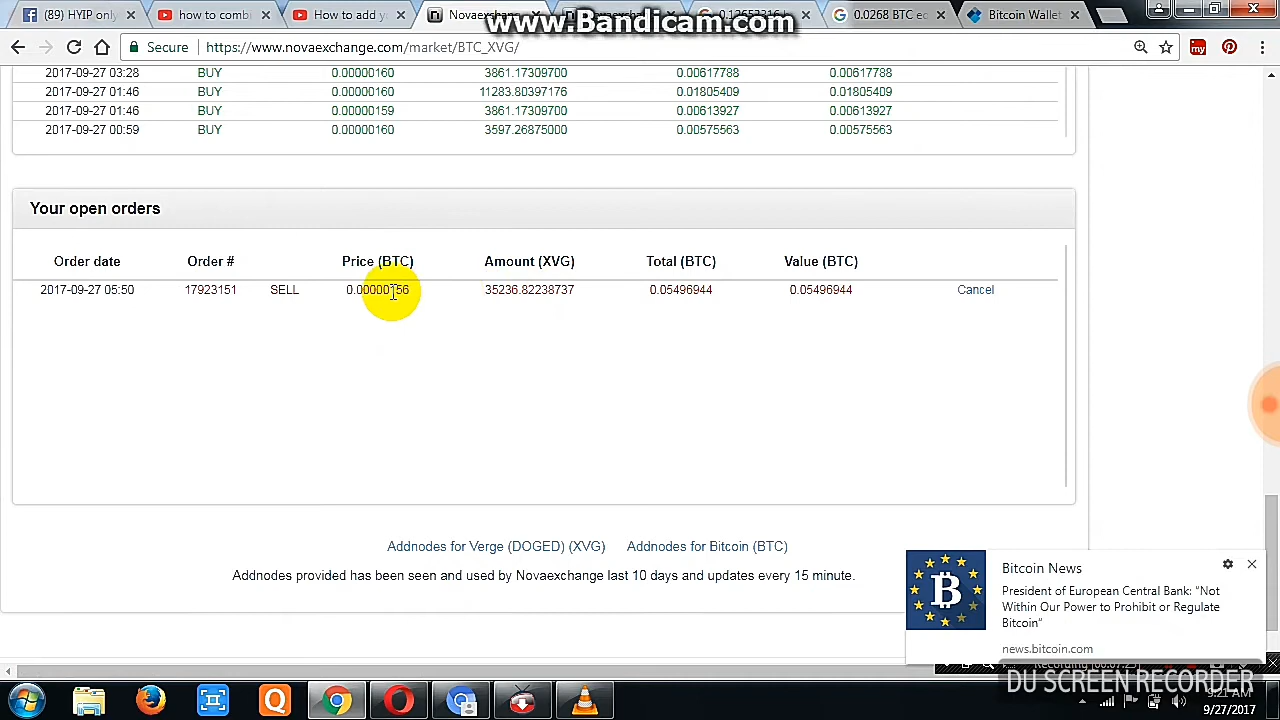 (89) HYIP only
how to comb
How to add y
Novaexchan
0.0268 BTC e
Bitcoin Wallet
www.Bandicam.com
Secure
https://www.novaexchange.com/market/BTC_XVG/
my
2017-09-27 03:28 BUY 0.00000160 3861.17309700 0.00617788 0.00617788
2017-09-27 01:46 BUY 0.00000160 11283.80397176 0.01805409 0.01805409
2017-09-27 01:46 BUY 0.00000159 3861.17309700 0.00613927 0.00613927
2017-09-27 00:59 BUY 0.00000160 3597.26875000 0.00575563 0.00575563
Your open orders
Order date Order # Price (BTC) Amount (XVG) Total (BTC) Value (BTC)
2017-09-27 05:50 17923151 SELL 0.00000156 35236.82238737 0.05496944 0.05496944 Cancel
Addnodes for Verge (DOGED) (XVG) Addnodes for Bitcoin (BTC)
Addnodes provided has been seen and used by Novaexchange last 10 days and updates every 15 minute.
Bitcoin News
President of European Central Bank: “Not
Within Our Power to Prohibit or Regulate
Bitcoin”
news.bitcoin.com
DU SCREEN RECORDER
9:21 AM
9/27/2017